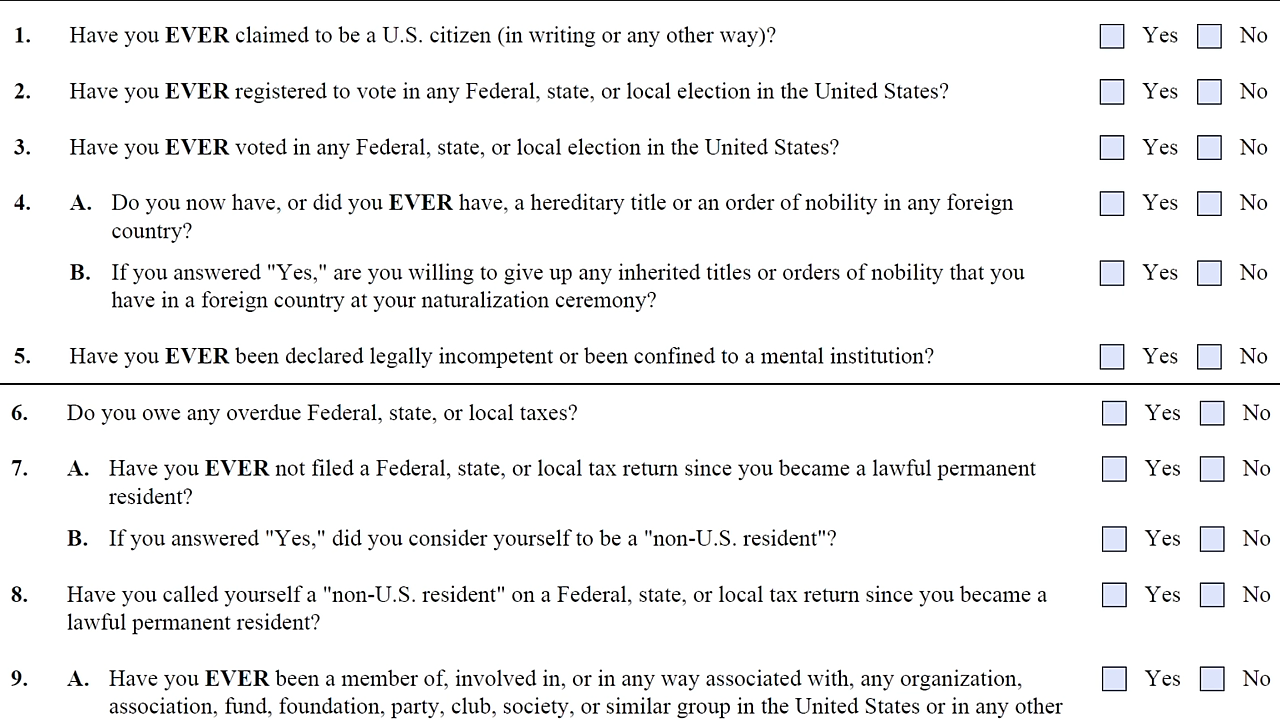 1. Have you EVER claimed to be a U.S. citizen (in writing or any other way)? Yes No
2. Have you EVER registered to vote in any Federal, state, or local election in the United States? Yes No
3. Have you EVER voted in any Federal, state, or local election in the United States? Yes No
4. A. Do you now have, or did you EVER have, a hereditary title or an order of nobility in any foreign Yes No
country?
B. If you answered "Yes," are you willing to give up any inherited titles or orders of nobility that you Yes No
have in a foreign country at your naturalization ceremony?
5. Have you EVER been declared legally incompetent or been confined to a mental institution? Yes No
6. Do you owe any overdue Federal, state, or local taxes? Yes No
7. A. Have you EVER not filed a Federal, state, or local tax return since you became a lawful permanent Yes No
resident?
B. If you answered "Yes," did you consider yourself to be a "non-U.S. resident"? Yes No
8. Have you called yourself a "non-U.S. resident" on a Federal, state, or local tax return since you became a Yes No
lawful permanent resident?
9. A. Have you EVER been a member of, involved in, or in any way associated with, any organization, Yes No
association, fund, foundation, party, club, society, or similar group in the United States or in any other